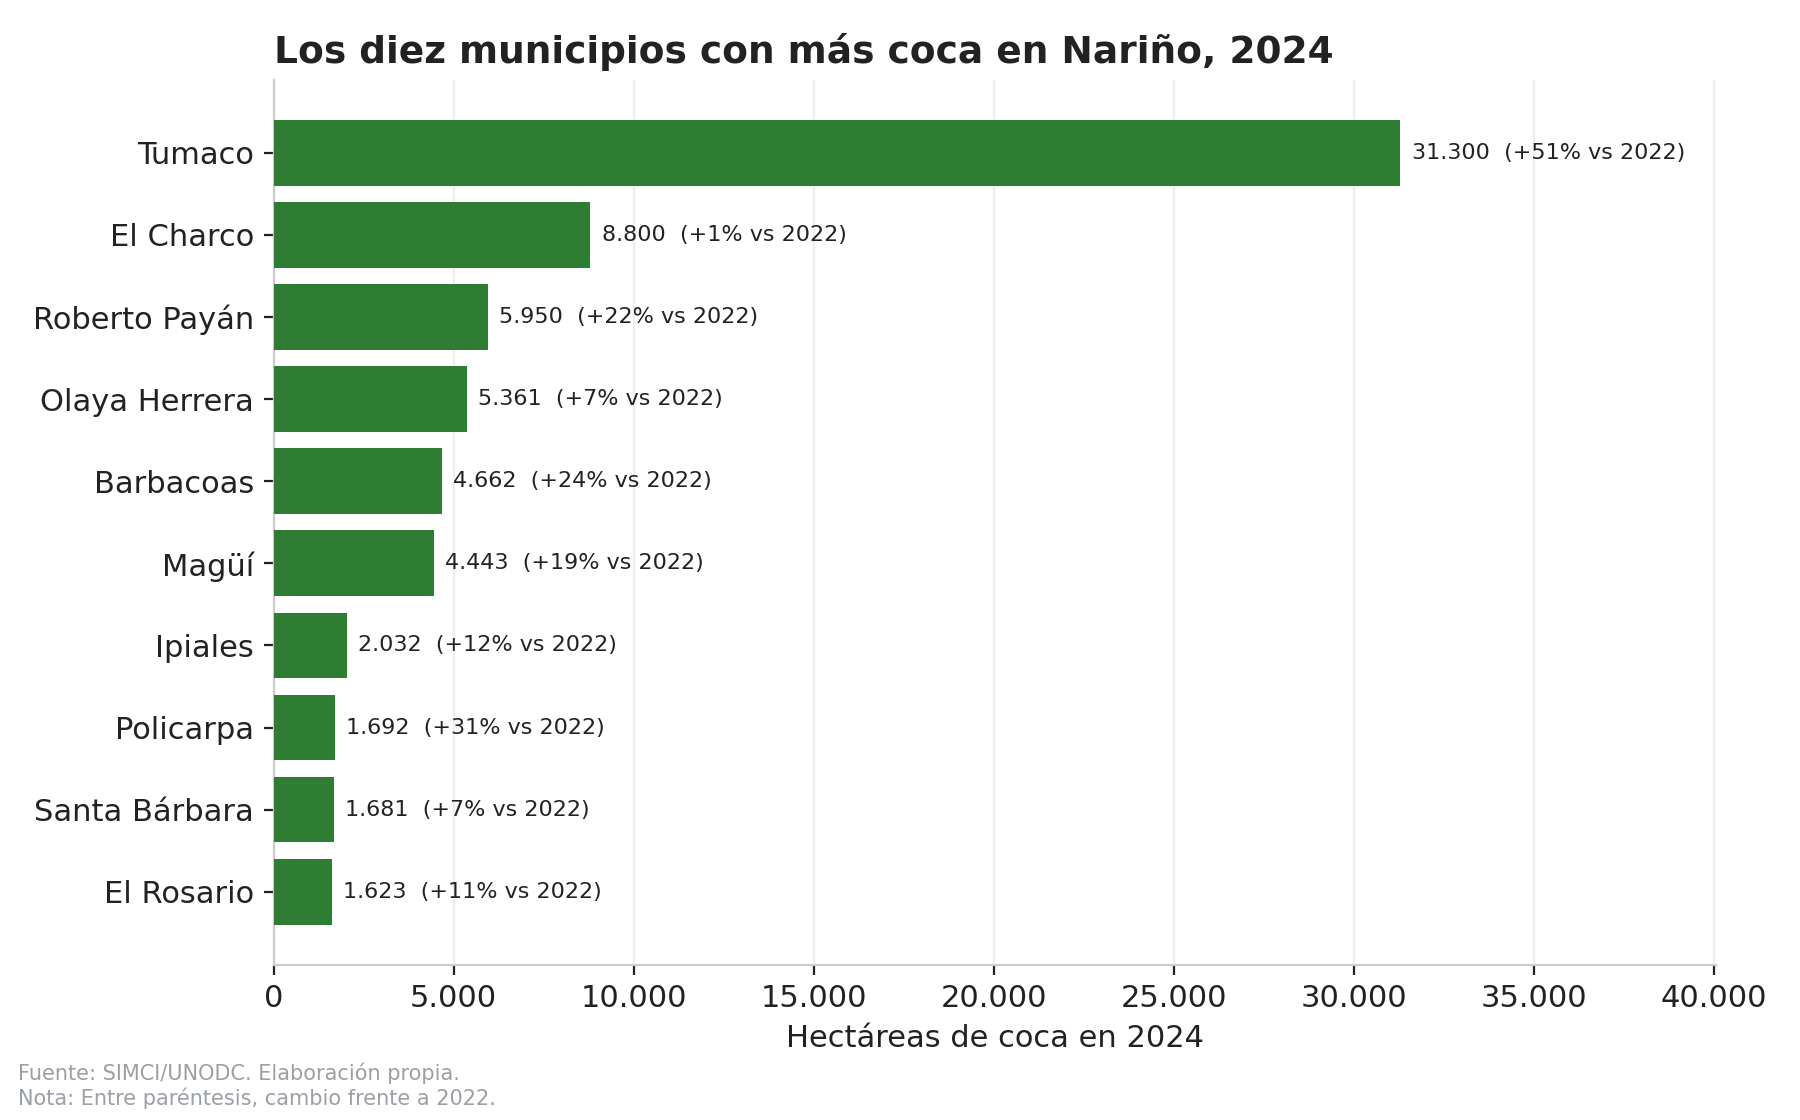 Los diez municipios con más coca en Nariño, 2024
Tumaco 31.300 (+51% vs 2022)
El Charco 8.800 (+1% vs 2022)
Roberto Payán 5.950 (+22% vs 2022)
Olaya Herrera 5.361 (+7% vs 2022)
Barbacoas 4.662 (+24% vs 2022)
Magüí 4.443 (+19% vs 2022)
Ipiales 2.032 (+12% vs 2022)
Policarpa 1.692 (+31% vs 2022)
Santa Bárbara 1.681 (+7% vs 2022)
El Rosario 1.623 (+11% vs 2022)
0 5.000 10.000 15.000 20.000 25.000 30.000 35.000 40.000
Hectáreas de coca en 2024
Fuente: SIMCI/UNODC. Elaboración propia.
Nota: Entre paréntesis, cambio frente a 2022.